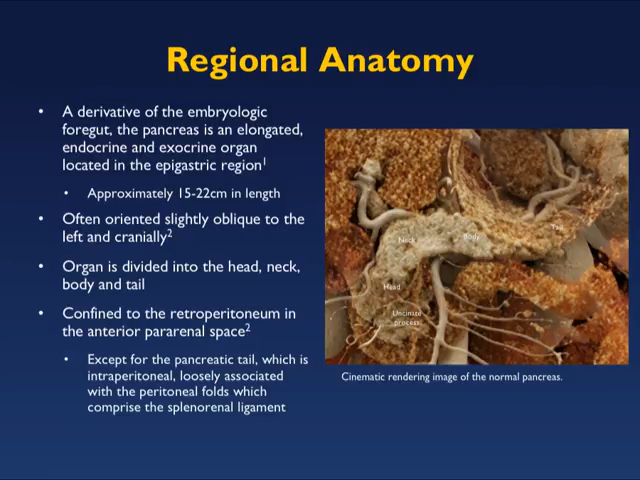 Regional Anatomy
• A derivative of the embryologic
foregut, the pancreas is an elongated,
endocrine and exocrine organ
located in the epigastric region1
• Approximately 15-22cm in length
• Often oriented slightly oblique to the
left and cranially2
• Organ is divided into the head, neck,
body and tail
• Confined to the retroperitoneum in
the anterior pararenal space2
• Except for the pancreatic tail, which is
intraperitoneal, loosely associated
with the peritoneal folds which
comprise the splenorenal ligament
Tail
Neck
Body
Head
Uncinate
process
Cinematic rendering image of the normal pancreas.